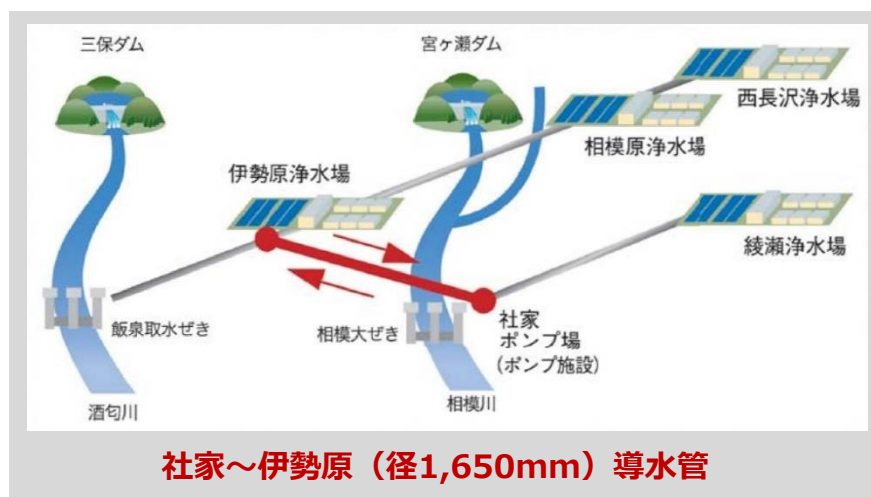 三保ダム
宮ヶ瀬ダム
西長沢浄水場
相模原浄水場
伊勢原浄水場
綾瀬浄水場
飯泉取水ぜき
相模大ぜき
社家
ポンプ場
(ポンプ施設)
酒匂川
相模川
社家～伊勢原（径1,650mm）導水管